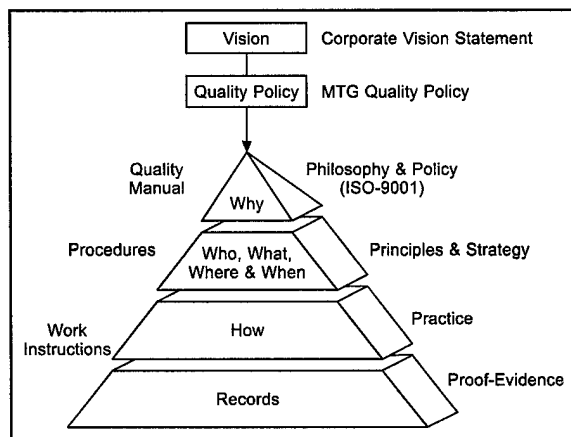 Vision
Corporate Vision Statement
Quality Policy
MTG Quality Policy
Quality
Manual
Philosophy & Policy
(ISO-9001)
Why
Procedures
Who, What,
Where & When
Principles & Strategy
Work
Instructions
How
Practice
Records
Proof-Evidence